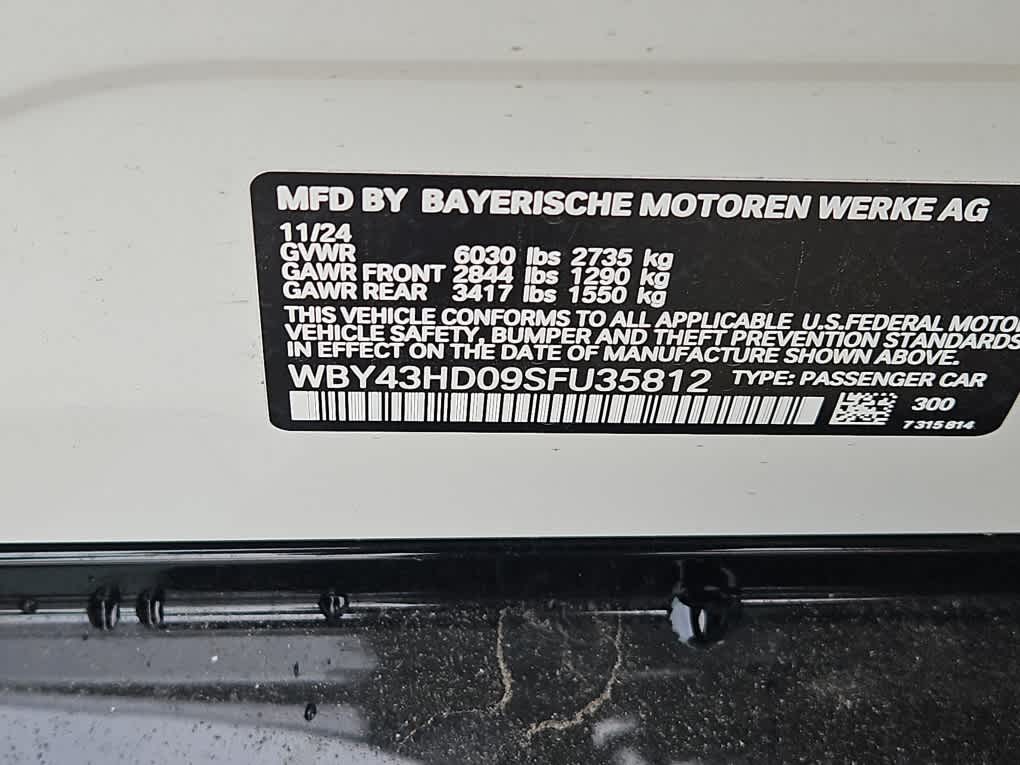 MFD BY BAYERISCHE MOTOREN WERKE AG
11/24
GVWR 6030 lbs 2735 kg
GAWR FRONT 2844 lbs 1290 kg
GAWR REAR 3417 lbs 1550 kg
THIS VEHICLE CONFORMS TO ALL APPLICABLE U.S.FEDERAL MOTO
VEHICLE SAFETY, BUMPER AND THEFT PREVENTION STANDARDS
IN EFFECT ON THE DATE OF MANUFACTURE SHOWN ABOVE.
WBY43HD09SFU35812 TYPE: PASSENGER CAR
300
7 315 814